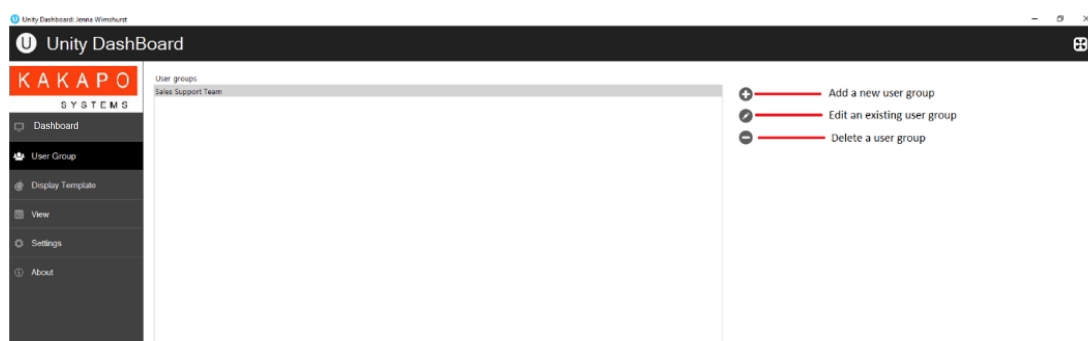 Unity Dashboard: Jenna Wimshurst
Unity DashBoard
KAKAPO
SYSTEMS
Dashboard
User Group
Display Template
View
Settings
About
User groups
Sales Support Team
Add a new user group
Edit an existing user group
Delete a user group